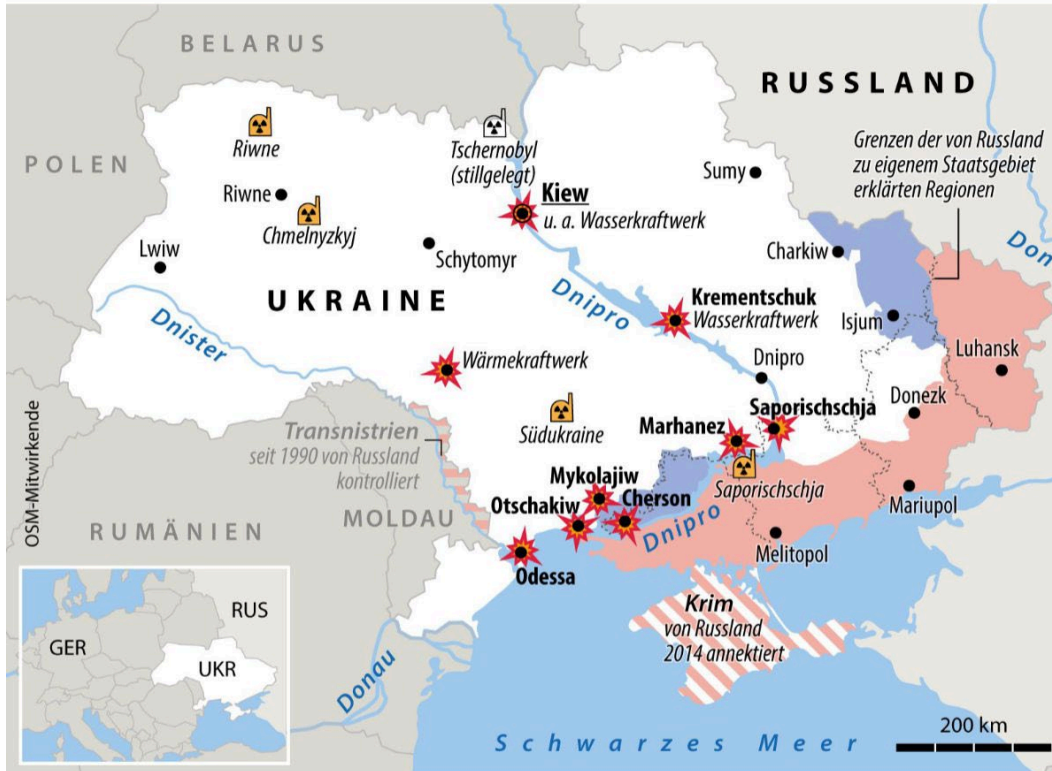 BELARUS
RUSSLAND
POLEN
Riwne
Tschernobyl
(stillgelegt)
Grenzen der von Russland
zu eigenem Staatsgebiet
erklärten Regionen
Sumy
Riwne
Kiew
u. a. Wasserkraftwerk
Chmelnyzkyj
Lwiw
Schytomyr
Charkiw
Don
UKRAINE
Dnister
Dnipro
Krementschuk
Wasserkraftwerk
Isjum
Wärmekraftwerk
Dnipro
Luhansk
Donezk
Saporischschja
Südukraine
Marhanez
Transnistrien
seit 1990 von Russland
kontrolliert
Mykolajiw
Saporischschja
Otschakiw
Cherson
Mariupol
OSM-Mitwirkende
RUMÄNIEN
MOLDAU
Dnipro
Melitopol
Odessa
Krim
von Russland
2014 annektiert
RUS
GER
UKR
Donau
200 km
Schwarzes Meer